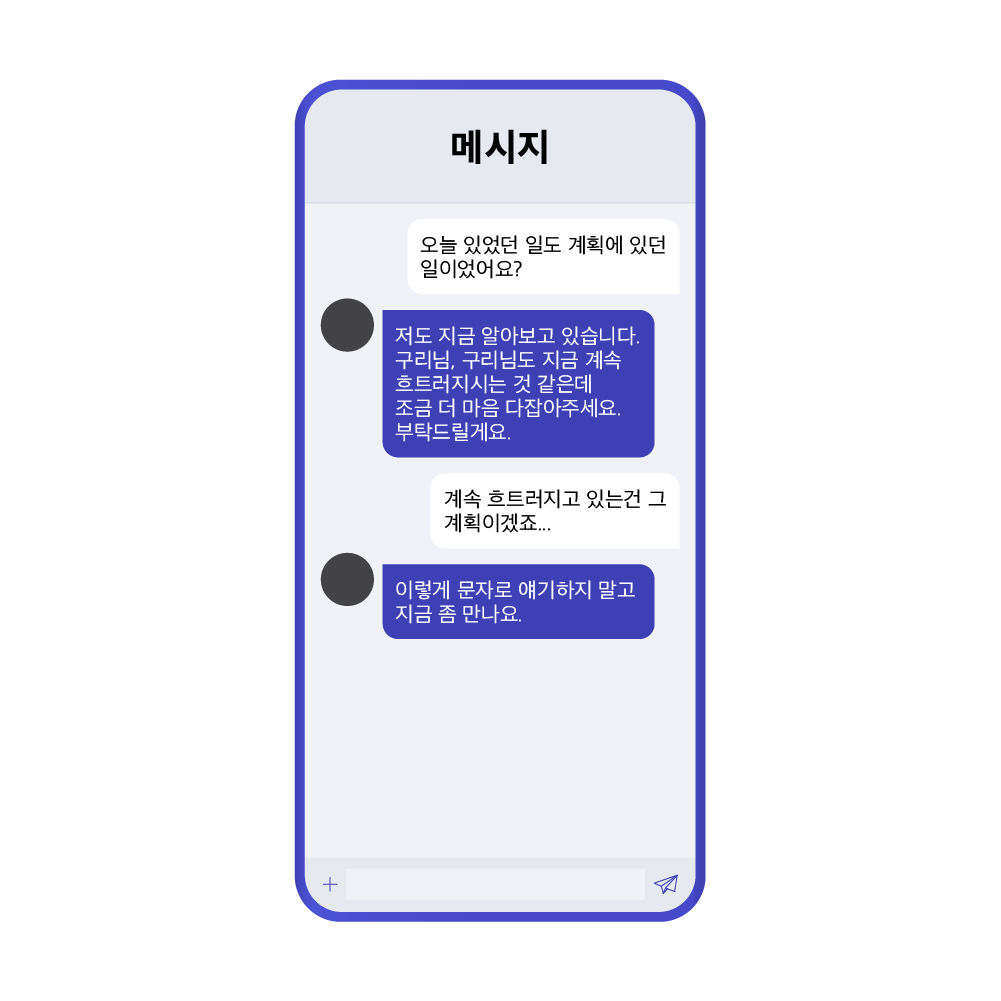 메시지
오늘 있었던 일도 계획에 있던
일이었어요?
저도 지금 알아보고 있습니다.
구리님, 구리님도 지금 계속
흐트러지시는 것 같은데
조금 더 마음 다잡아주세요.
부탁드릴게요.
계속 흐트러지고 있는건 그
계획이겠죠...
이렇게 문자로 얘기하지 말고
지금 좀 만나요.